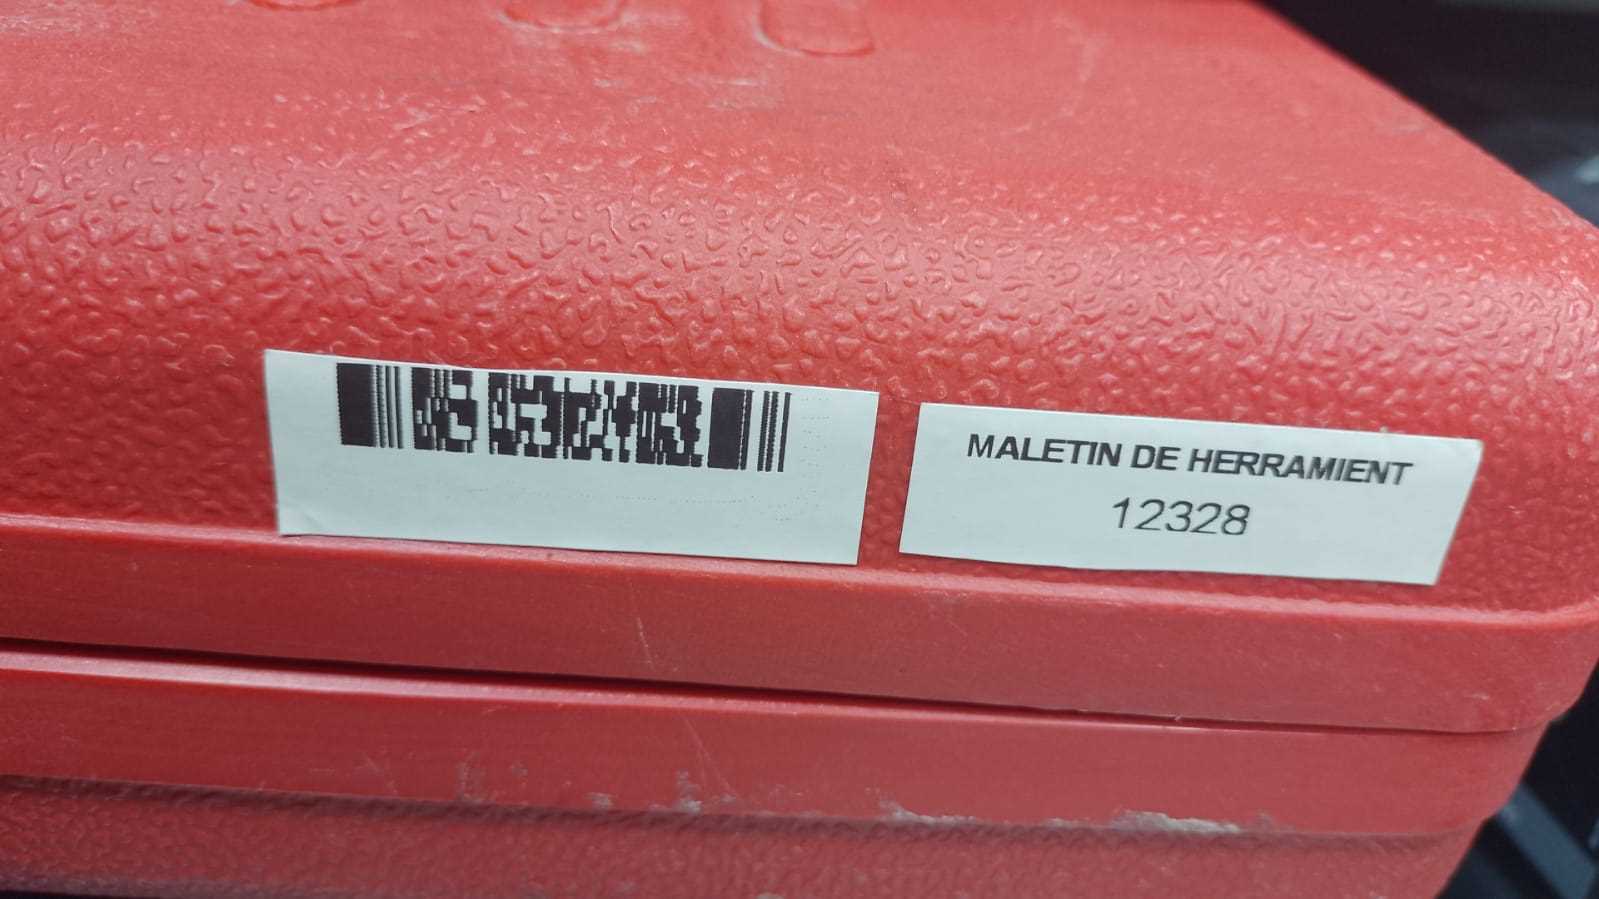 MALETIN DE HERRAMIENT
12328